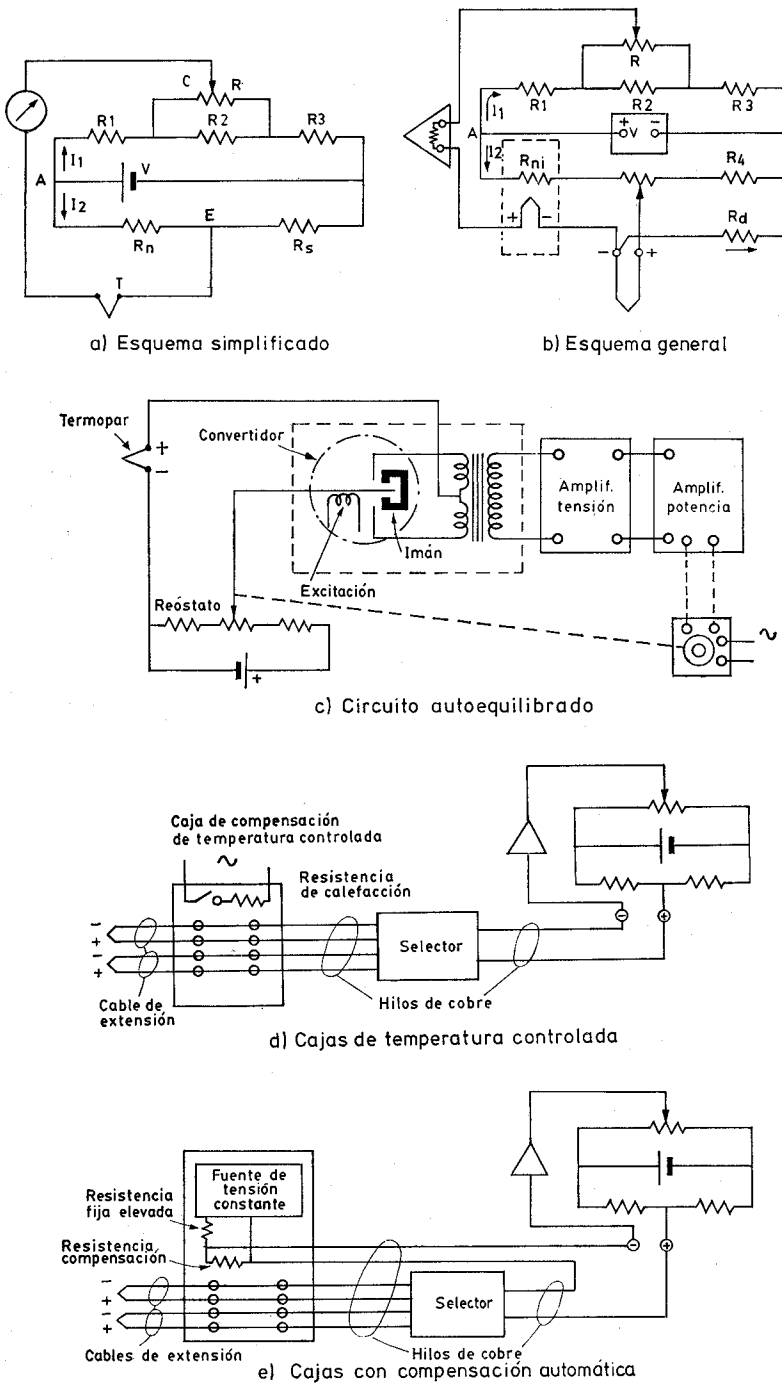 C R
R1 R2 R3
A I1 V
I2 E
Rn Rs
T
a) Esquema simplificado
R
I1 R1 R2 R3
A + V −
I2 Rni R4
+ − Rd
− +
b) Esquema general
Termopar
+
−
Convertidor
Imán
Excitación
Amplif.
tensión
Amplif.
potencia
Reóstato
+
~
c) Circuito autoequilibrado
Caja de compensación
de temperatura controlada
~
Resistencia
de calefacción
−
+
−
+
Selector
− +
Cable de
extensión
Hilos de cobre
d) Cajas de temperatura controlada
Fuente de
tensión
constante
Resistencia
fija elevada
Resistencia
compensación
− +
−
+
−
+
Selector
Cables de extensión
Hilos de cobre
e) Cajas con compensación automática